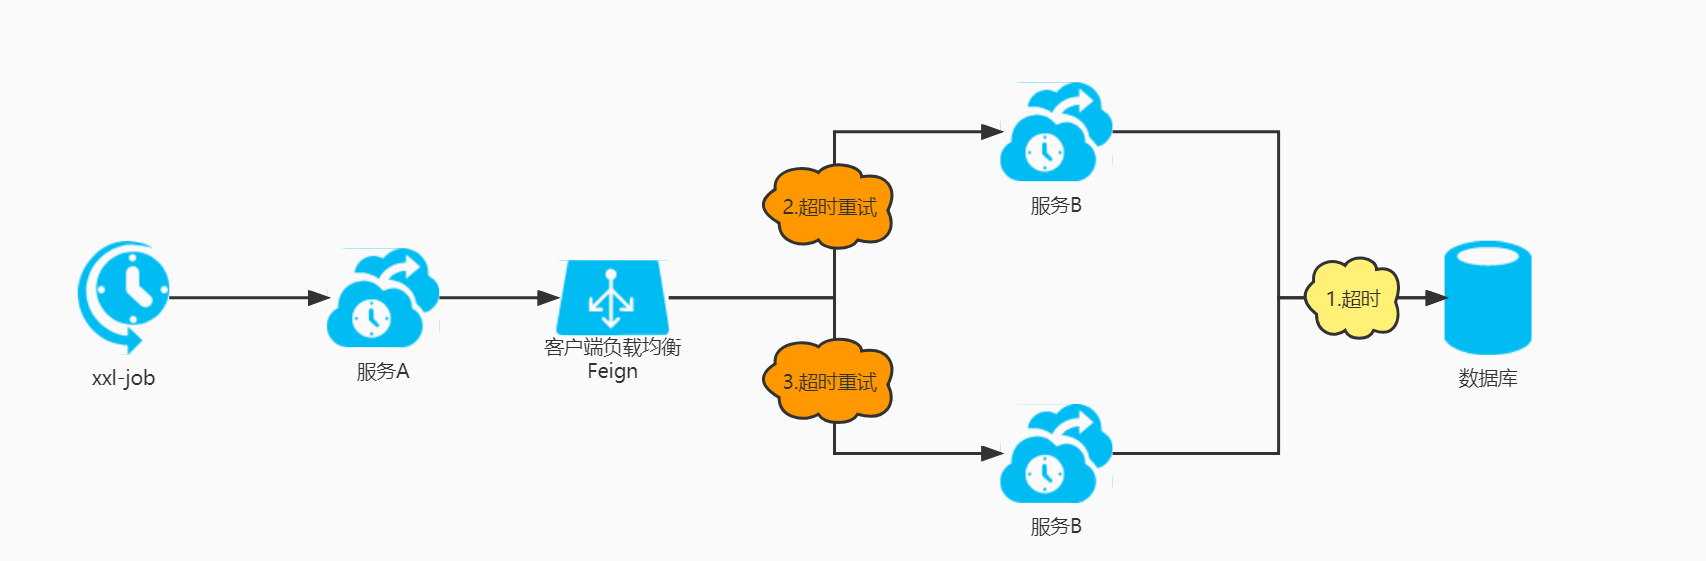 xxl-job
服务A
客户端负载均衡
Feign
2.超时重试
3.超时重试
服务B
服务B
1.超时
数据库